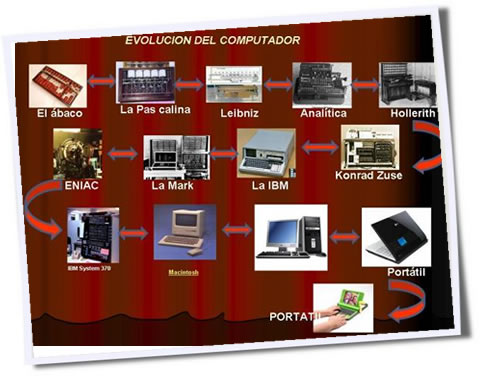 EVOLUCION DEL COMPUTADOR
El ábaco
La Pas calina
Leibniz
Analítica
Hollerith
ENIAC
La Mark
La IBM
Konrad Zuse
IBM System 370
Macintosh
Portátil
PORTATIL